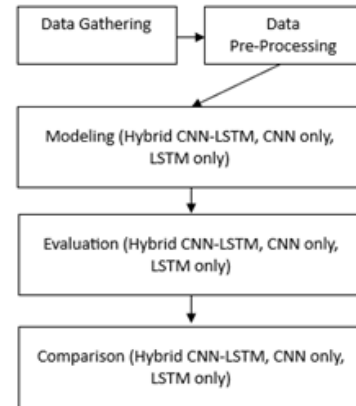 Data Gathering
Data
Pre-Processing
Modeling (Hybrid CNN-LSTM, CNN only,
LSTM only)
Evaluation (Hybrid CNN-LSTM, CNN only,
LSTM only)
Comparison (Hybrid CNN-LSTM, CNN only,
LSTM only)